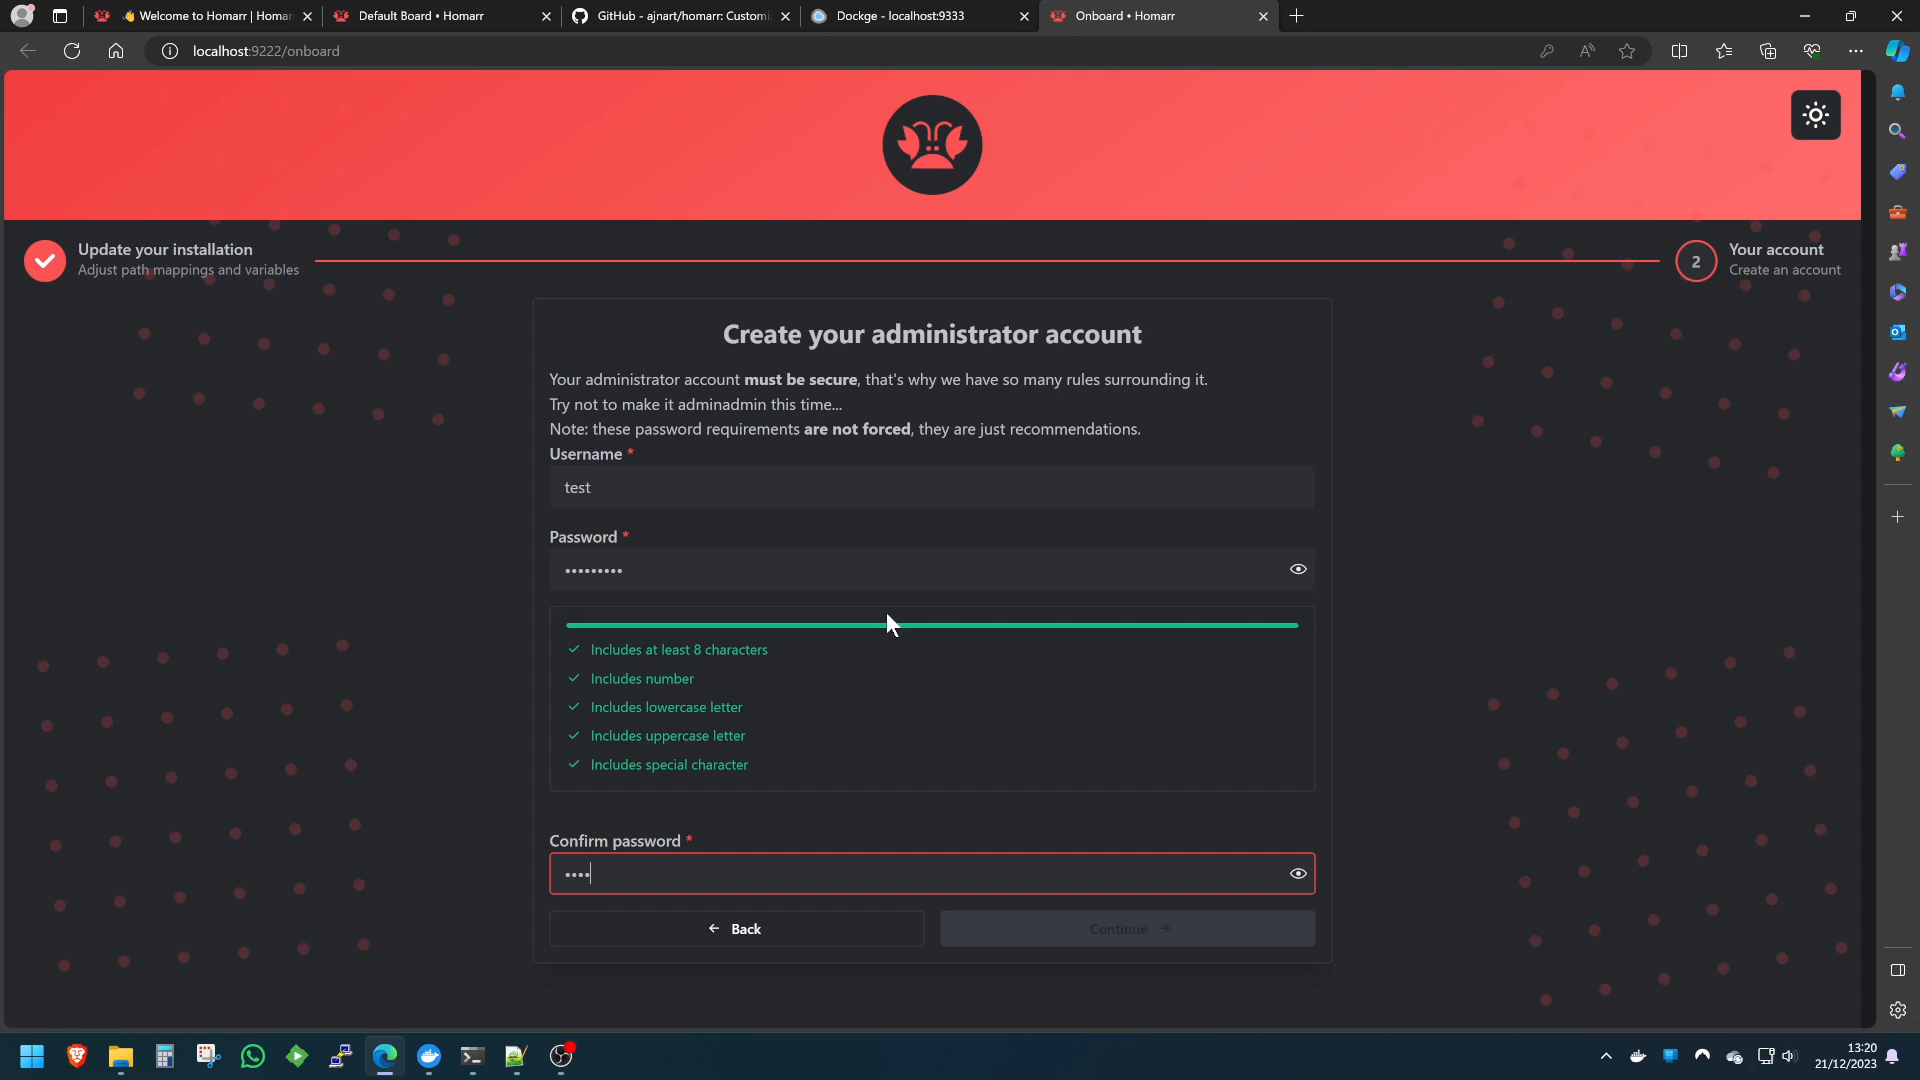 👋 Welcome to Homarr | Homar
Default Board • Homarr
GitHub - ajnart/homarr: Customi
Dockge - localhost:9333
Onboard • Homarr
localhost:9222/onboard
Update your installation
Adjust path mappings and variables
2
Your account
Create an account
Create your administrator account
Your administrator account must be secure, that's why we have so many rules surrounding it.
Try not to make it adminadmin this time...
Note: these password requirements are not forced, they are just recommendations.
Username *
test
Password *
•••••••••
Includes at least 8 characters
Includes number
Includes lowercase letter
Includes uppercase letter
Includes special character
Confirm password *
••••
← Back
Continue →
13:20
21/12/2023